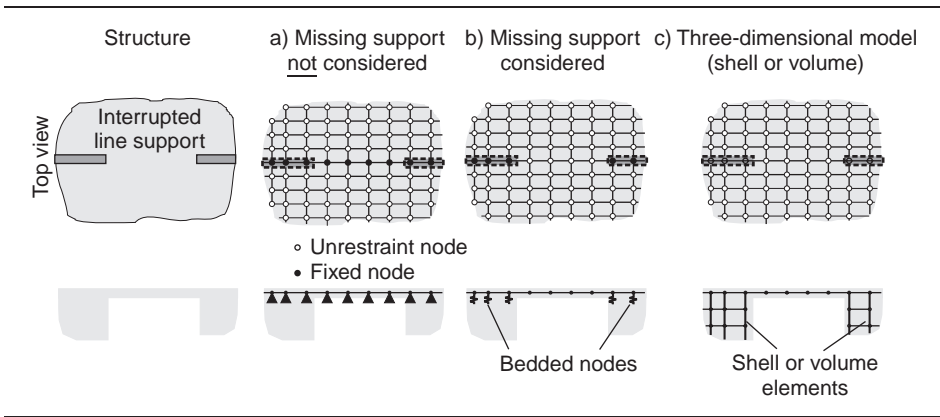 Structure
a) Missing support
not considered
b) Missing support
considered
c) Three-dimensional model
(shell or volume)
Top view
Interrupted
line support
Unrestraint node
Fixed node
Bedded nodes
Shell or volume
elements